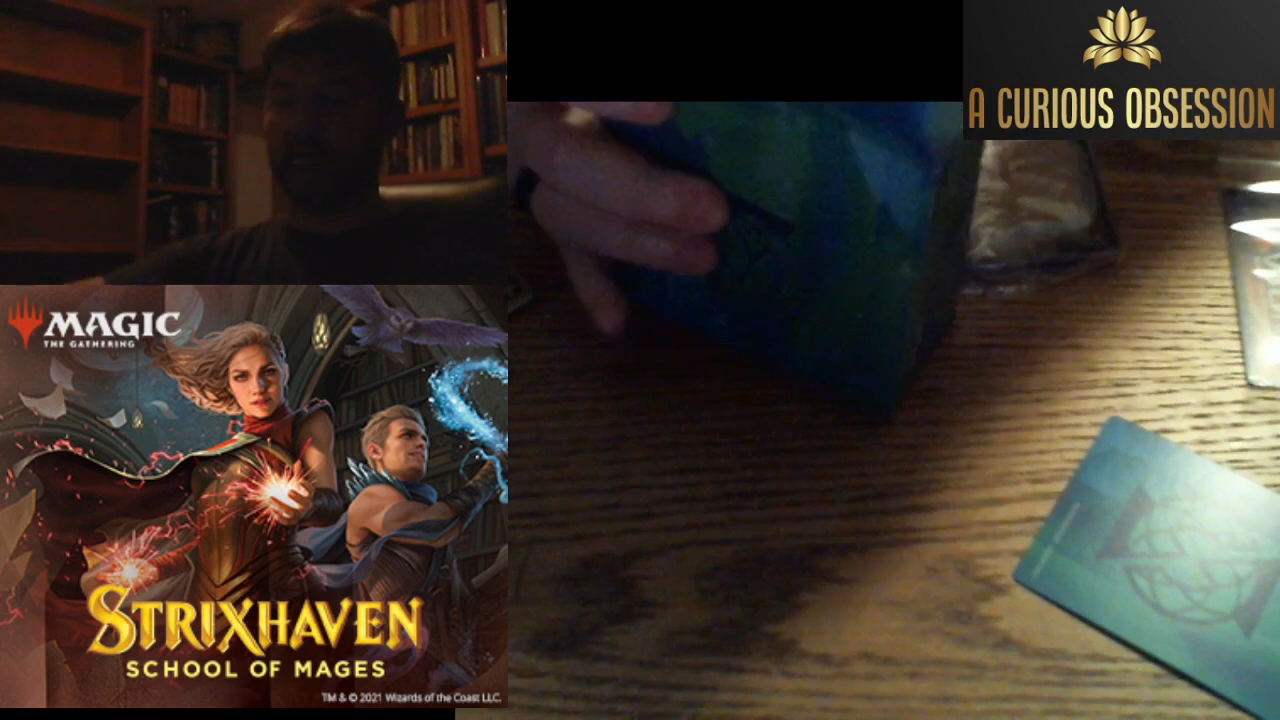 A CURIOUS OBSESSION
MAGIC
THE GATHERING
STRIXHAVEN
SCHOOL OF MAGES
TM & © 2021 Wizards of the Coast LLC.